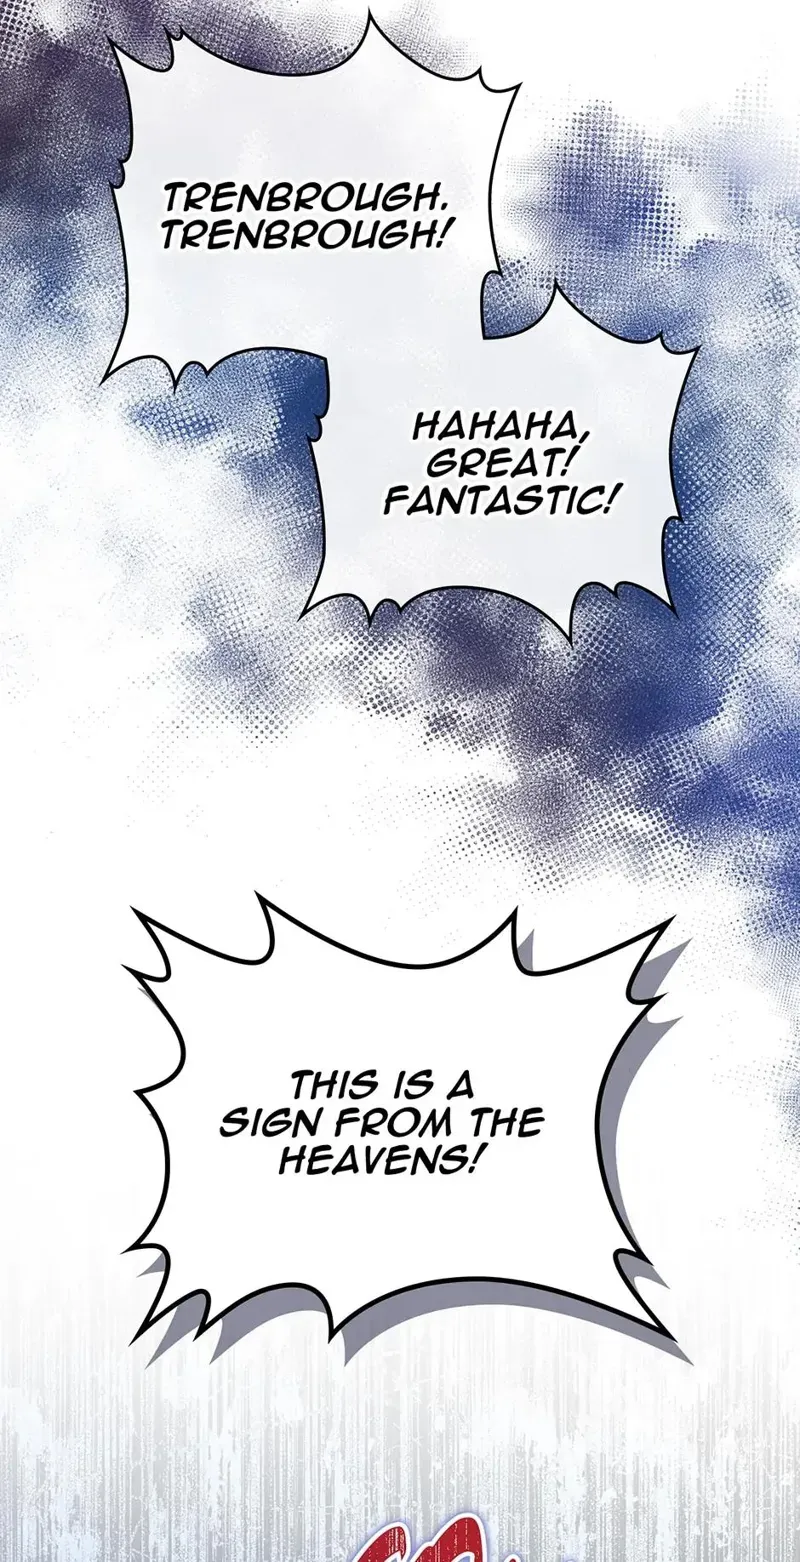 TRENBROUGH.
TRENBROUGH!
HAHAHA,
GREAT!
FANTASTIC!
THIS IS A
SIGN FROM THE
HEAVENS!